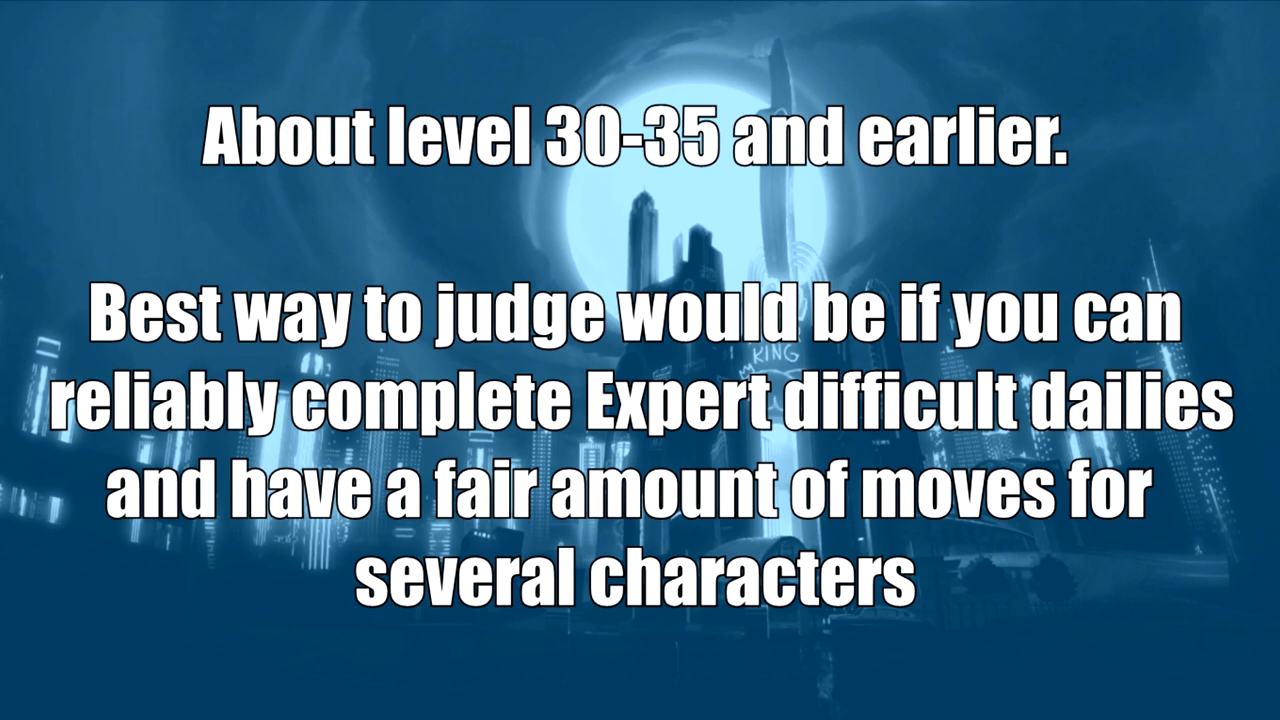 About level 30-35 and earlier.
Best way to judge would be if you can
reliably complete Expert difficult dailies
and have a fair amount of moves for
several characters
KING